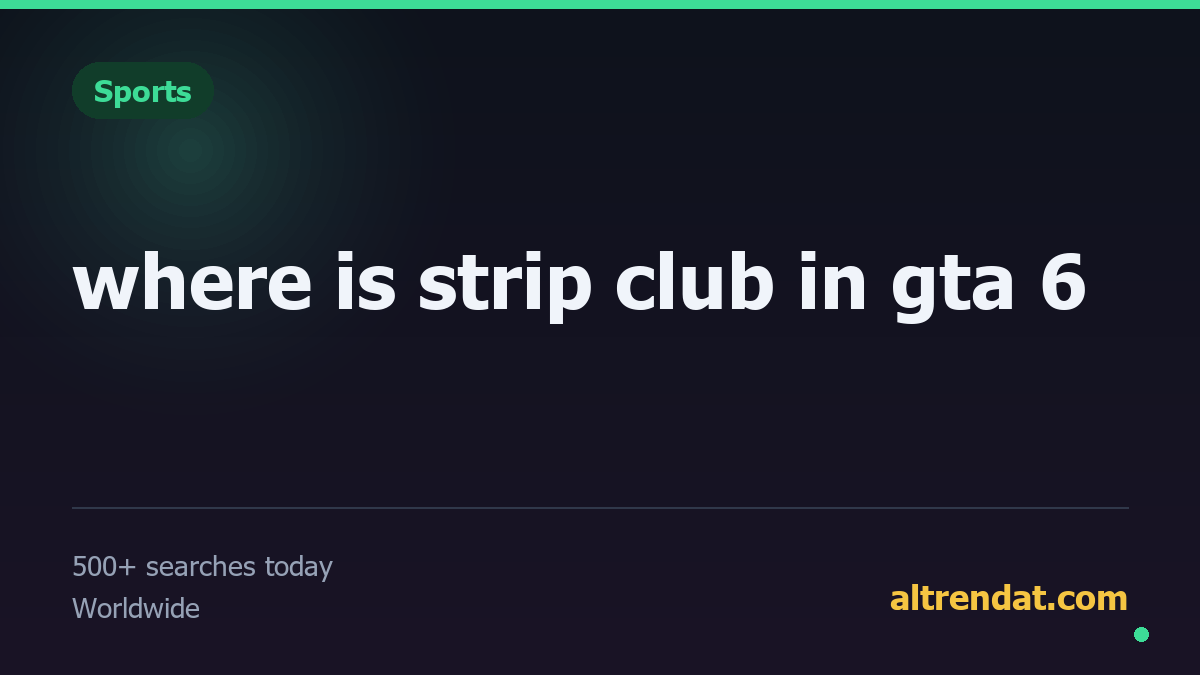 Sports
where is strip club in gta 6
500+ searches today
Worldwide
altrendat.com